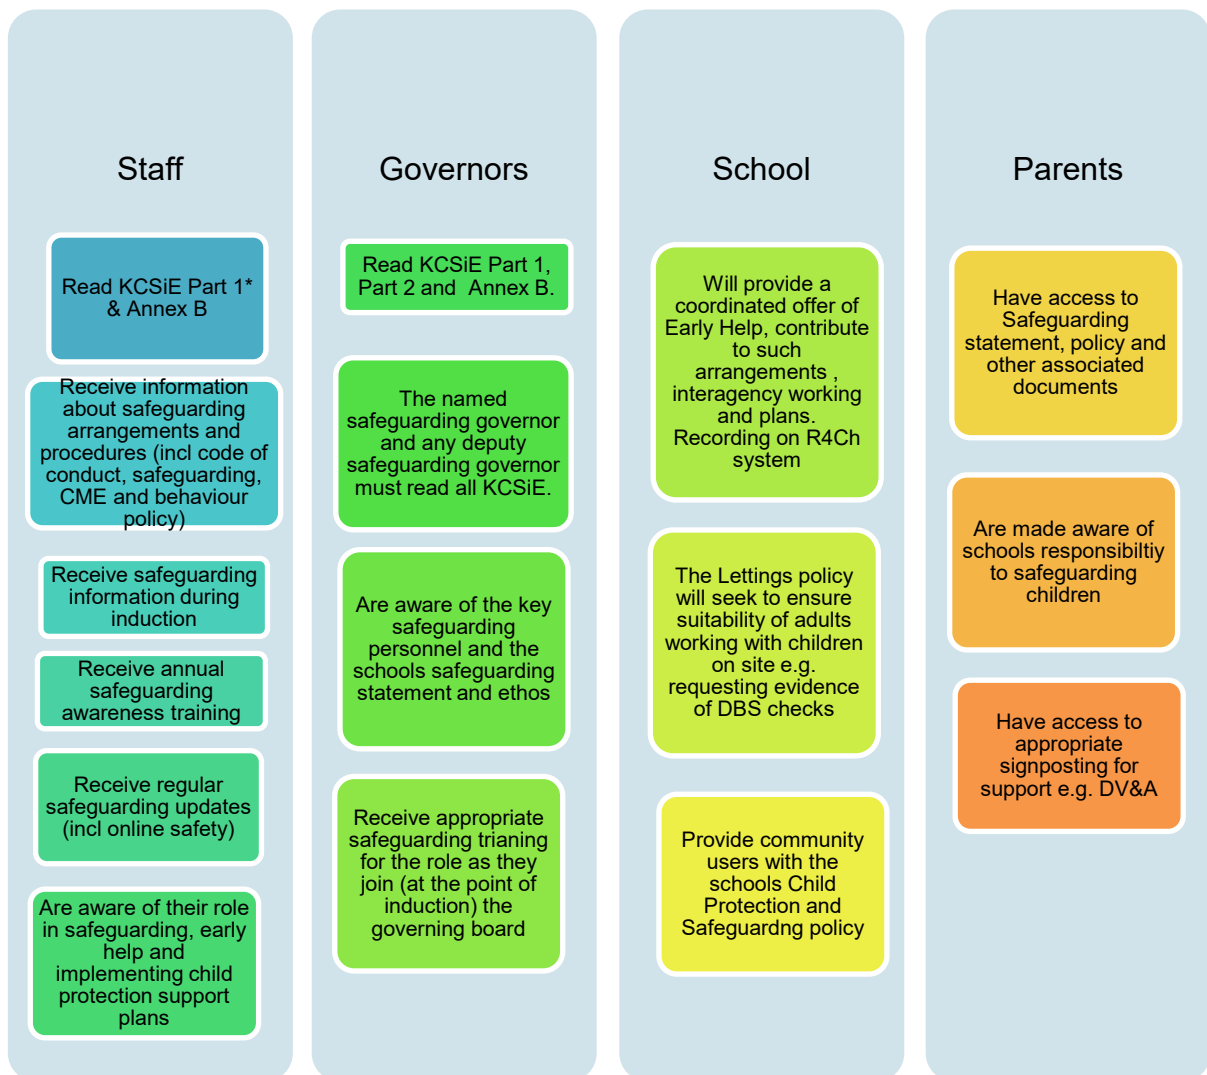 Staff
Read KCSiE Part 1*
& Annex B
Receive information
about safeguarding
arrangements and
procedures (incl code of
conduct, safeguarding,
CME and behaviour
policy)
Receive safeguarding
information during
induction
Receive annual
safeguarding
awareness training
Receive regular
safeguarding updates
(incl online safety)
Are aware of their role
in safeguarding, early
help and
implementing child
protection support
plans
Governors
Read KCSiE Part 1,
Part 2 and  Annex B.
The named
safeguarding governor
and any deputy
safeguarding governor
must read all KCSiE.
Are aware of the key
safeguarding
personnel and the
schools safeguarding
statement and ethos
Receive appropriate
safeguarding trianing
for the role as they
join (at the point of
induction) the
governing board
School
Will provide a
coordinated offer of
Early Help, contribute
to such
arrangements ,
interagency working
and plans.
Recording on R4Ch
system
The Lettings policy
will seek to ensure
suitability of adults
working with children
on site e.g.
requesting evidence
of DBS checks
Provide community
users with the
schools Child
Protection and
Safeguardng policy
Parents
Have access to
Safeguarding
statement, policy and
other associated
documents
Are made aware of
schools responsibiltiy
to safeguarding
children
Have access to
appropriate
signposting for
support e.g. DV&A